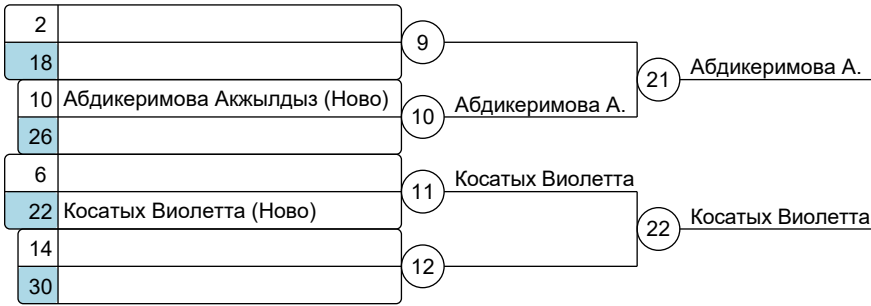 2
9
18
21 Абдикеримова А.
10 Абдикеримова Акжылдыз (Ново)
10 Абдикеримова А.
26
6
11 Косатых Виолетта
22 Косатых Виолетта (Ново)
22 Косатых Виолетта
14
12
30